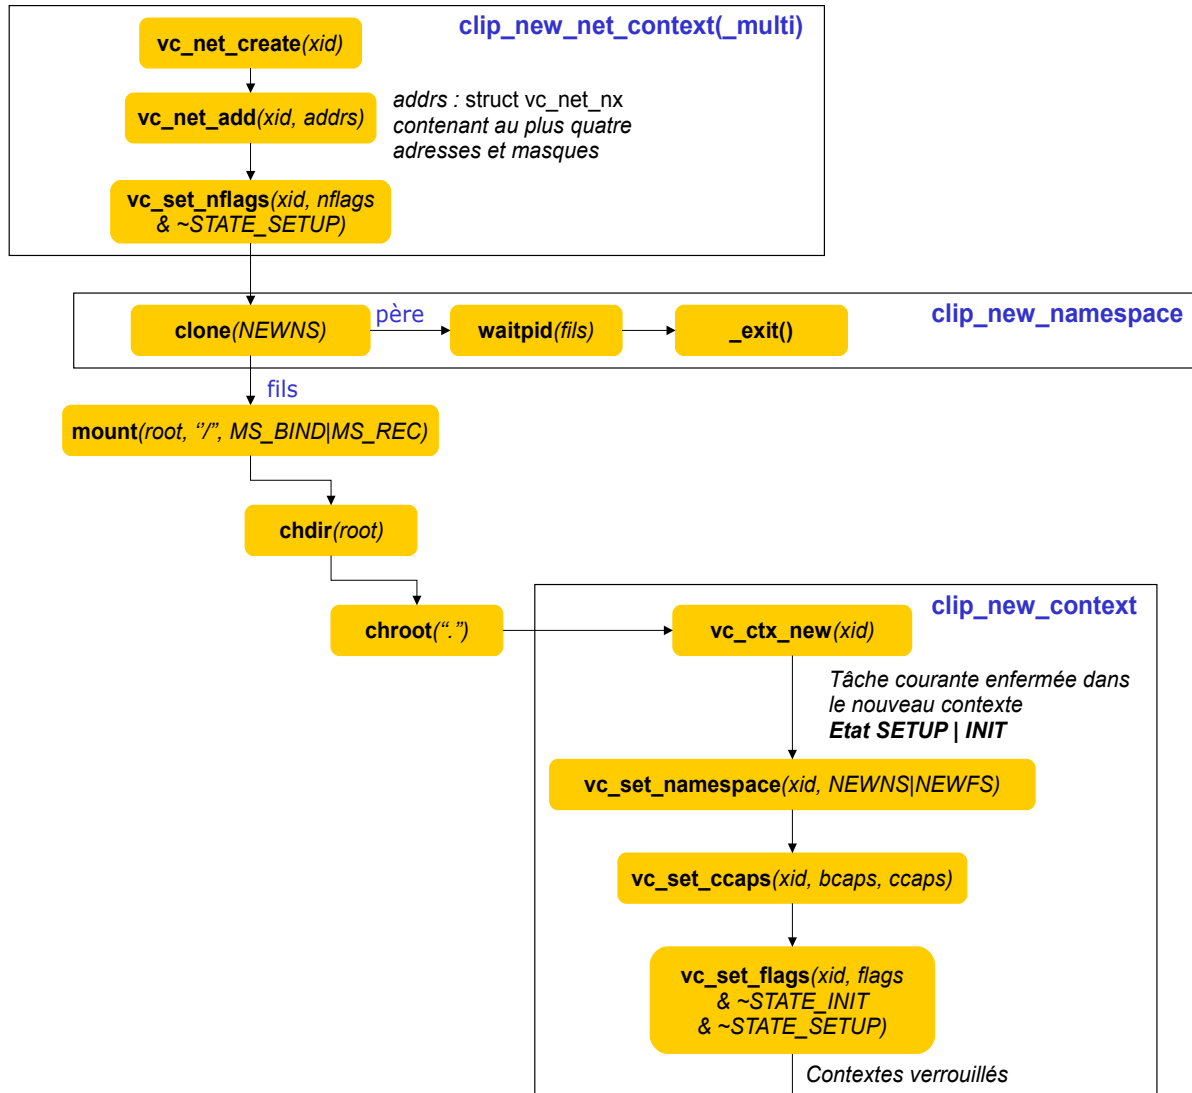 clip_new_net_context(_multi)
vc_net_create(xid)
vc_net_add(xid, addrs)
addrs : struct vc_net_nx
contenant au plus quatre
adresses et masques
vc_set_nflags(xid, nflags
& ~STATE_SETUP)
clip_new_namespace
clone(NEWNS)
père
waitpid(fils)
_exit()
fils
mount(root, ‘’/”, MS_BIND|MS_REC)
chdir(root)
chroot(“.”)
clip_new_context
vc_ctx_new(xid)
Tâche courante enfermée dans
le nouveau contexte
Etat SETUP | INIT
vc_set_namespace(xid, NEWNS|NEWFS)
vc_set_ccaps(xid, bcaps, ccaps)
vc_set_flags(xid, flags
& ~STATE_INIT
& ~STATE_SETUP)
Contextes verrouillés